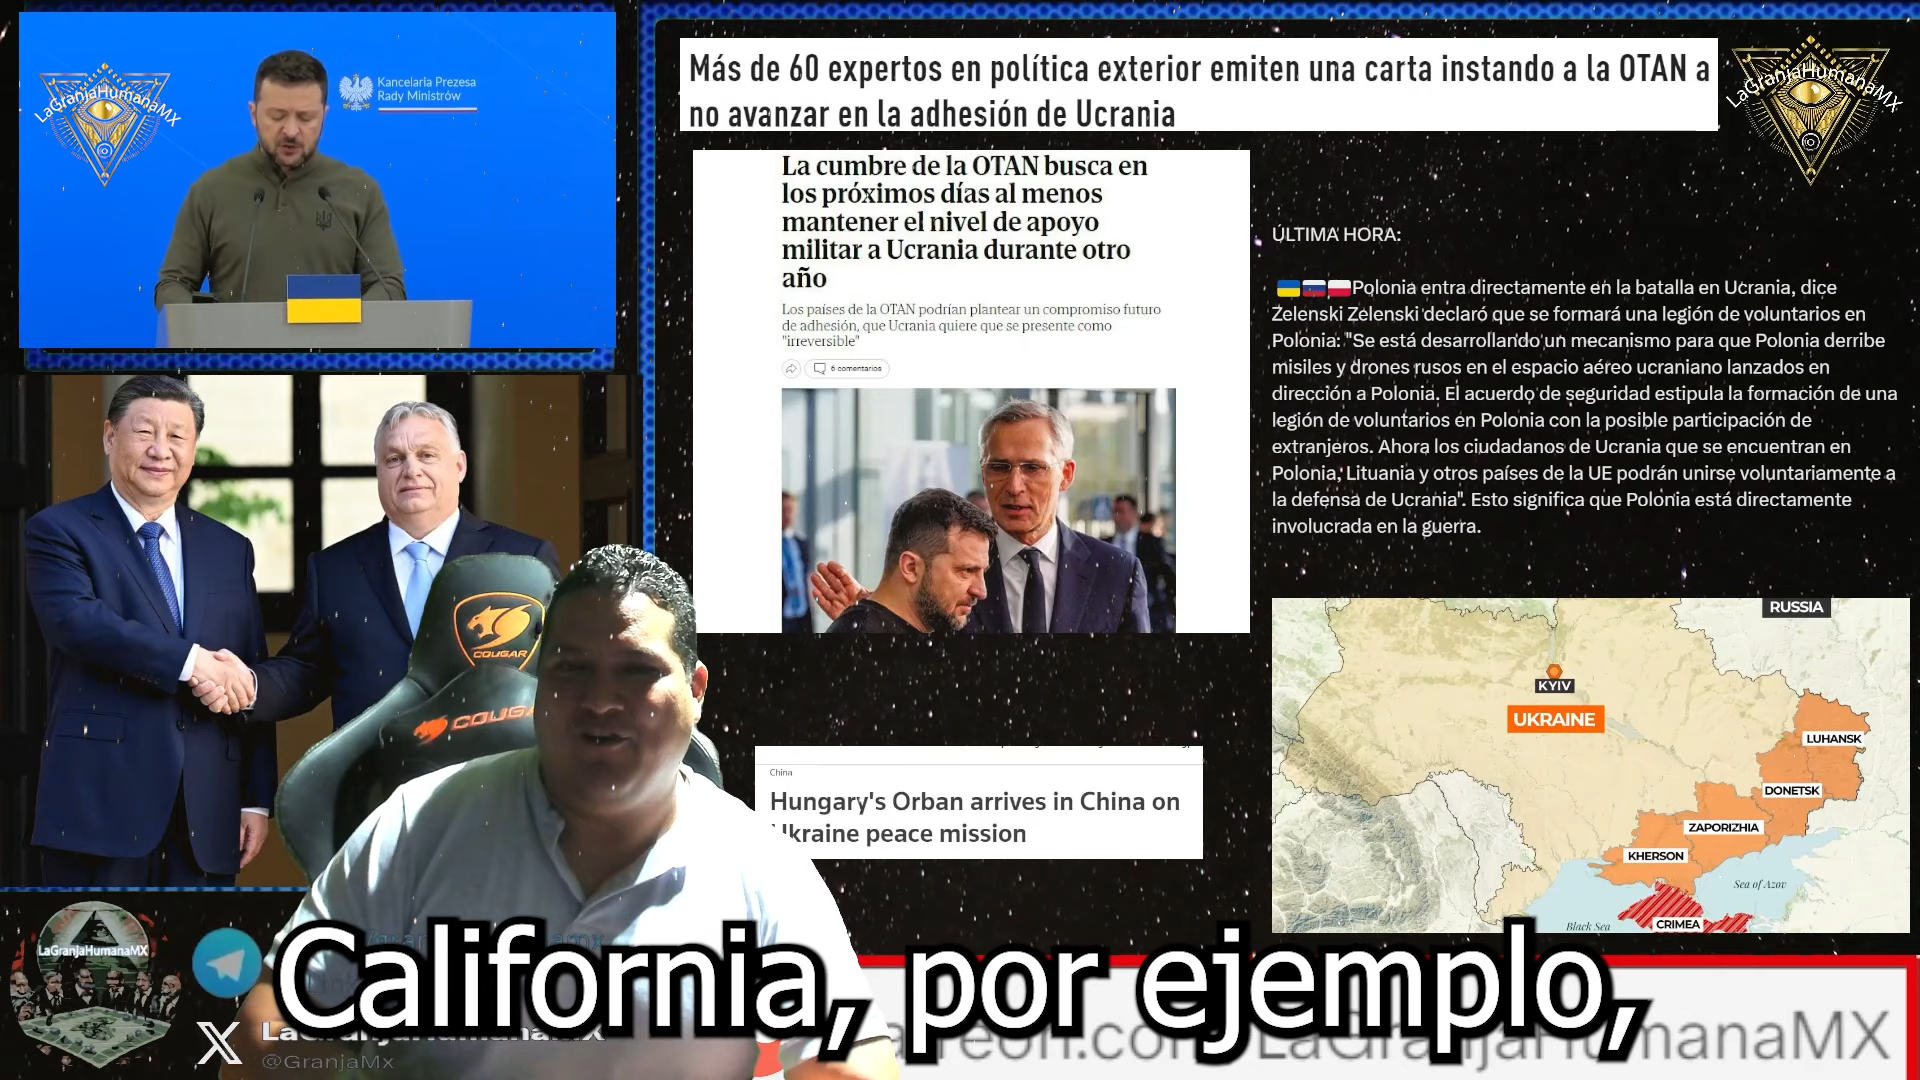 LaGranjaHumanaMX
Kancelaria Prezesa
Rady Ministrów
Más de 60 expertos en política exterior emiten una carta instando a la OTAN a
no avanzar en la adhesión de Ucrania
LaGranjaHumanaMX
La cumbre de la OTAN busca en
los próximos días al menos
mantener el nivel de apoyo
militar a Ucrania durante otro
año
Los países de la OTAN podrían plantear un compromiso futuro
de adhesión, que Ucrania quiere que se presente como
"irreversible"
6 comentarios
ÚLTIMA HORA:
Polonia entra directamente en la batalla en Ucrania, dice
Zelenski Zelenski declaró que se formará una legión de voluntarios en
Polonia: "Se está desarrollando un mecanismo para que Polonia derribe
misiles y drones rusos en el espacio aéreo ucraniano lanzados en
dirección a Polonia. El acuerdo de seguridad estipula la formación de una
legión de voluntarios en Polonia con la posible participación de
extranjeros. Ahora los ciudadanos de Ucrania que se encuentran en
Polonia, Lituania y otros países de la UE podrán unirse voluntariamente a
la defensa de Ucrania". Esto significa que Polonia está directamente
involucrada en la guerra.
COUGAR
COUGA
China
Hungary's Orban arrives in China on
Ukraine peace mission
RUSSIA
KYIV
UKRAINE
LUHANSK
DONETSK
ZAPORIZHIA
KHERSON
Sea of Azov
Black Sea
CRIMEA
LaGranjaHumanaMX
California, por ejemplo,
LaGranjaHumanaMX
@GranjaMx
LaGranjaHumanaMX